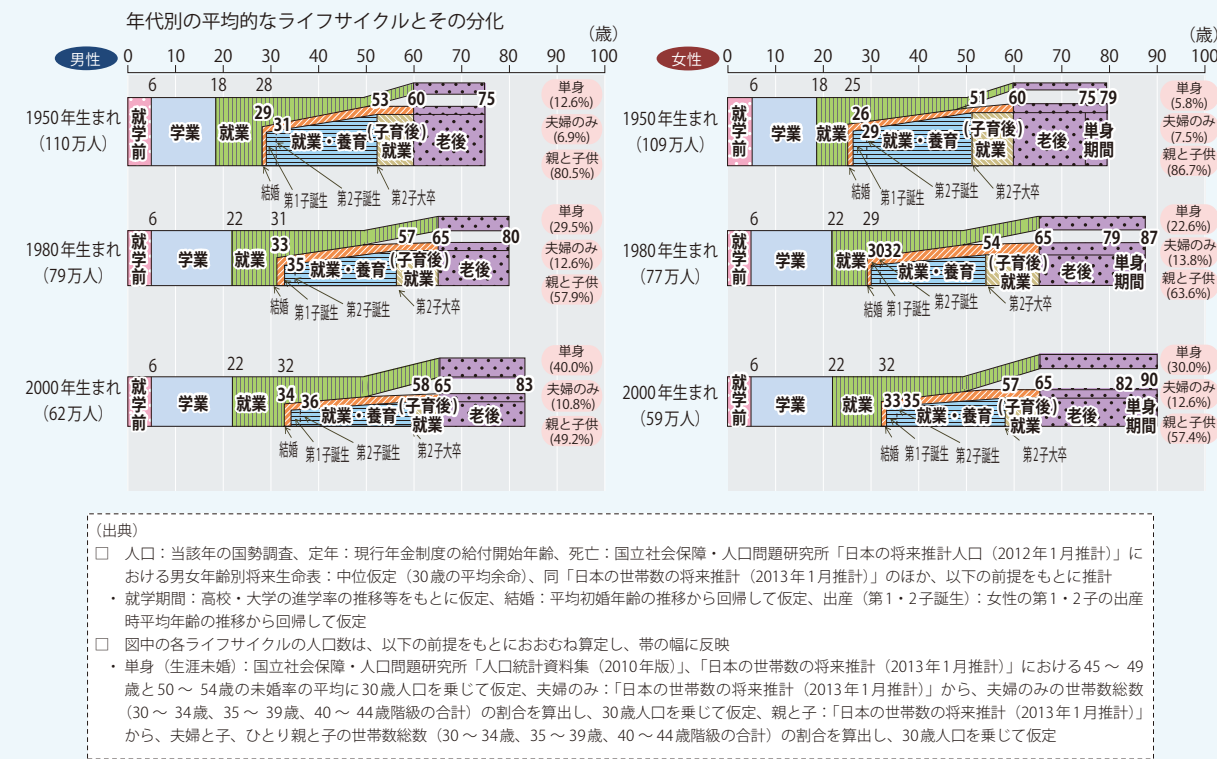 年代別の平均的なライフサイクルとその分化
男性
(歳)
0 10 20 30 40 50 60 70 80 90 100
1950年生まれ
(110万人)
6 18 28
29 31 53 60 75
就学前 学業 就業 就業・養育 (子育後)就業 老後
結婚 第1子誕生 第2子誕生 第2子大卒
単身
(12.6%)
夫婦のみ
(6.9%)
親と子供
(80.5%)
1980年生まれ
(79万人)
6 22 31
33 35 57 65 80
就学前 学業 就業 就業・養育 (子育後)就業 老後
結婚 第1子誕生 第2子誕生 第2子大卒
単身
(29.5%)
夫婦のみ
(12.6%)
親と子供
(57.9%)
2000年生まれ
(62万人)
6 22 32
34 36 58 65 83
就学前 学業 就業 就業・養育 (子育後)就業 老後
結婚 第1子誕生 第2子誕生 第2子大卒
単身
(40.0%)
夫婦のみ
(10.8%)
親と子供
(49.2%)
女性
(歳)
0 10 20 30 40 50 60 70 80 90 100
1950年生まれ
(109万人)
6 18 25
26 29 51 60 75 79
就学前 学業 就業 就業・養育 (子育後)就業 老後 単身期間
結婚 第1子誕生 第2子誕生 第2子大卒
単身
(5.8%)
夫婦のみ
(7.5%)
親と子供
(86.7%)
1980年生まれ
(77万人)
6 22 29
30 32 54 65 79 87
就学前 学業 就業 就業・養育 (子育後)就業 老後 単身期間
結婚 第1子誕生 第2子誕生 第2子大卒
単身
(22.6%)
夫婦のみ
(13.8%)
親と子供
(63.6%)
2000年生まれ
(59万人)
6 22 32
33 35 57 65 82 90
就学前 学業 就業 就業・養育 (子育後)就業 老後 単身期間
結婚 第1子誕生 第2子誕生 第2子大卒
単身
(30.0%)
夫婦のみ
(12.6%)
親と子供
(57.4%)
(出典)
□ 人口:当該年の国勢調査、定年:現行年金制度の給付開始年齢、死亡:国立社会保障・人口問題研究所「日本の将来推計人口(2012年1月推計)」に
おける男女年齢別将来生命表:中位仮定(30歳の平均余命)、同「日本の世帯数の将来推計(2013年1月推計)」のほか、以下の前提をもとに推計
・就学期間:高校・大学の進学率の推移等をもとに仮定、結婚:平均初婚年齢の推移から回帰して仮定、出産(第1・2子誕生):女性の第1・2子の出産
時平均年齢の推移から回帰して仮定
□ 図中の各ライフサイクルの人口数は、以下の前提をもとにおおむね算定し、帯の幅に反映
・単身(生涯未婚):国立社会保障・人口問題研究所「人口統計資料集(2010年版)」、「日本の世帯数の将来推計(2013年1月推計)」における45~49
歳と50~54歳の未婚率の平均に30歳人口を乗じて仮定、夫婦のみ:「日本の世帯数の将来推計(2013年1月推計)」から、夫婦のみの世帯数総数
(30~34歳、35~39歳、40~44歳階級の合計)の割合を算出し、30歳人口を乗じて仮定、親と子:「日本の世帯数の将来推計(2013年1月推計)」
から、夫婦と子、ひとり親と子の世帯数総数(30~34歳、35~39歳、40~44歳階級の合計)の割合を算出し、30歳人口を乗じて仮定